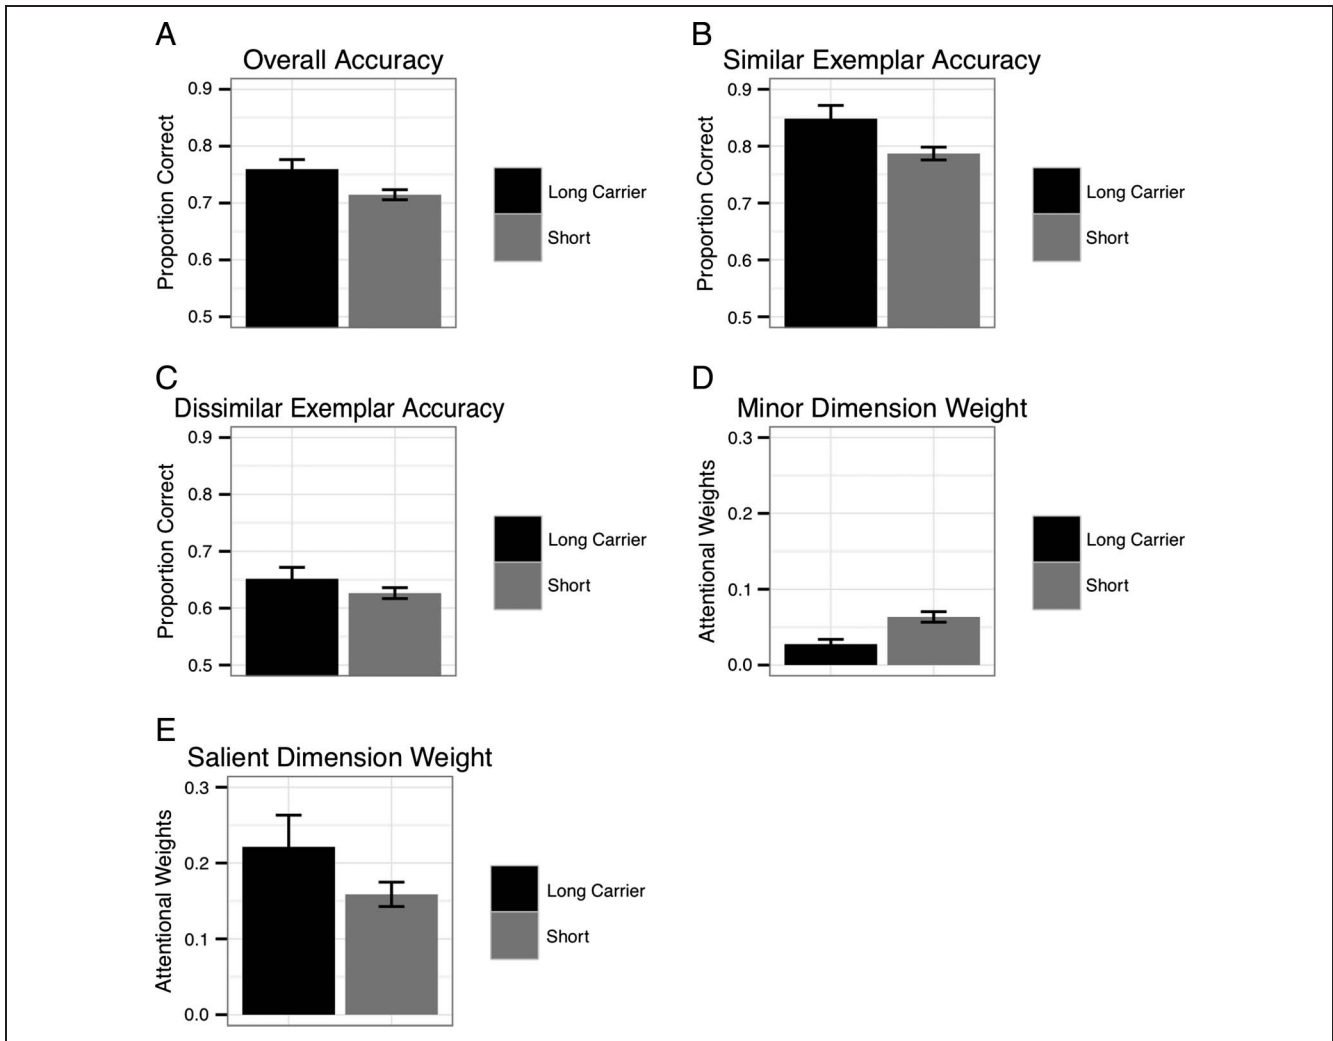 A
Overall Accuracy
Proportion Correct
0.9
0.8
0.7
0.6
0.5
Long Carrier
Short
B
Similar Exemplar Accuracy
Proportion Correct
0.9
0.8
0.7
0.6
0.5
Long Carrier
Short
C
Dissimilar Exemplar Accuracy
Proportion Correct
0.9
0.8
0.7
0.6
0.5
Long Carrier
Short
D
Minor Dimension Weight
Attentional Weights
0.3
0.2
0.1
0.0
Long Carrier
Short
E
Salient Dimension Weight
Attentional Weights
0.3
0.2
0.1
0.0
Long Carrier
Short